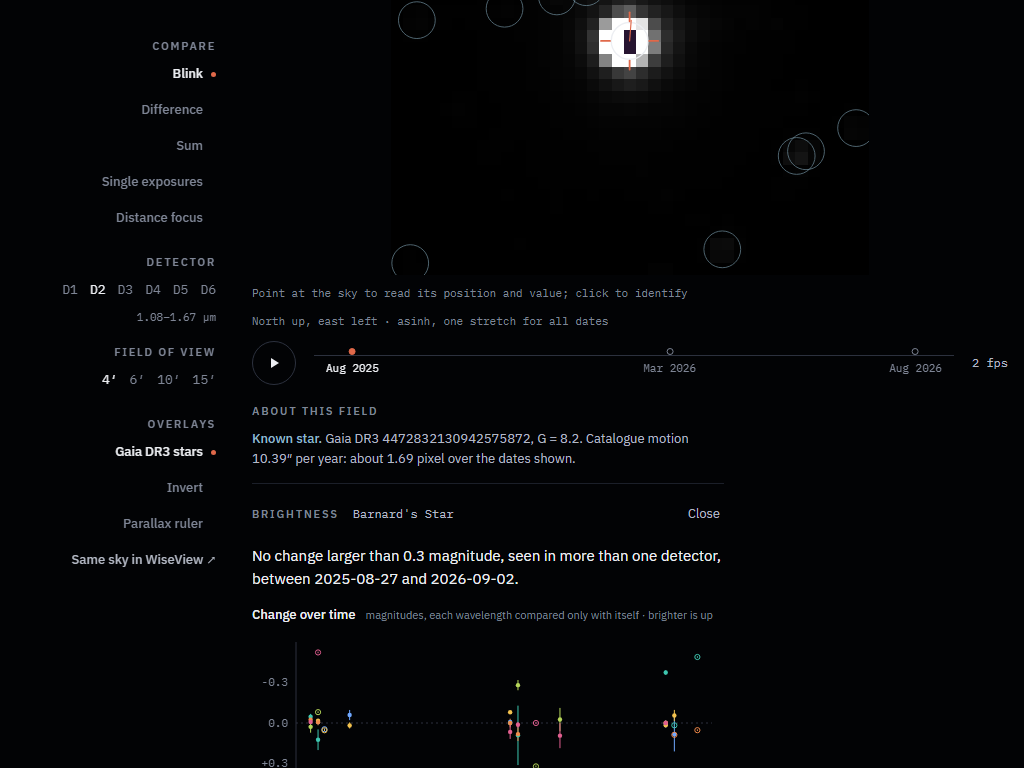 COMPARE
Blink
Difference
Sum
Single exposures
Distance focus
DETECTOR
D1 D2 D3 D4 D5 D6
1.08–1.67 µm
FIELD OF VIEW
4′ 6′ 10′ 15′
OVERLAYS
Gaia DR3 stars
Invert
Parallax ruler
Same sky in WiseView ↗
Point at the sky to read its position and value; click to identify
North up, east left · asinh, one stretch for all dates
Aug 2025 Mar 2026 Aug 2026
2 fps
ABOUT THIS FIELD
Known star. Gaia DR3 4472832130942575872, G = 8.2. Catalogue motion
10.39″ per year: about 1.69 pixel over the dates shown.
BRIGHTNESS Barnard's Star Close
No change larger than 0.3 magnitude, seen in more than one detector,
between 2025-08-27 and 2026-09-02.
Change over time magnitudes, each wavelength compared only with itself · brighter is up
-0.3
0.0
+0.3